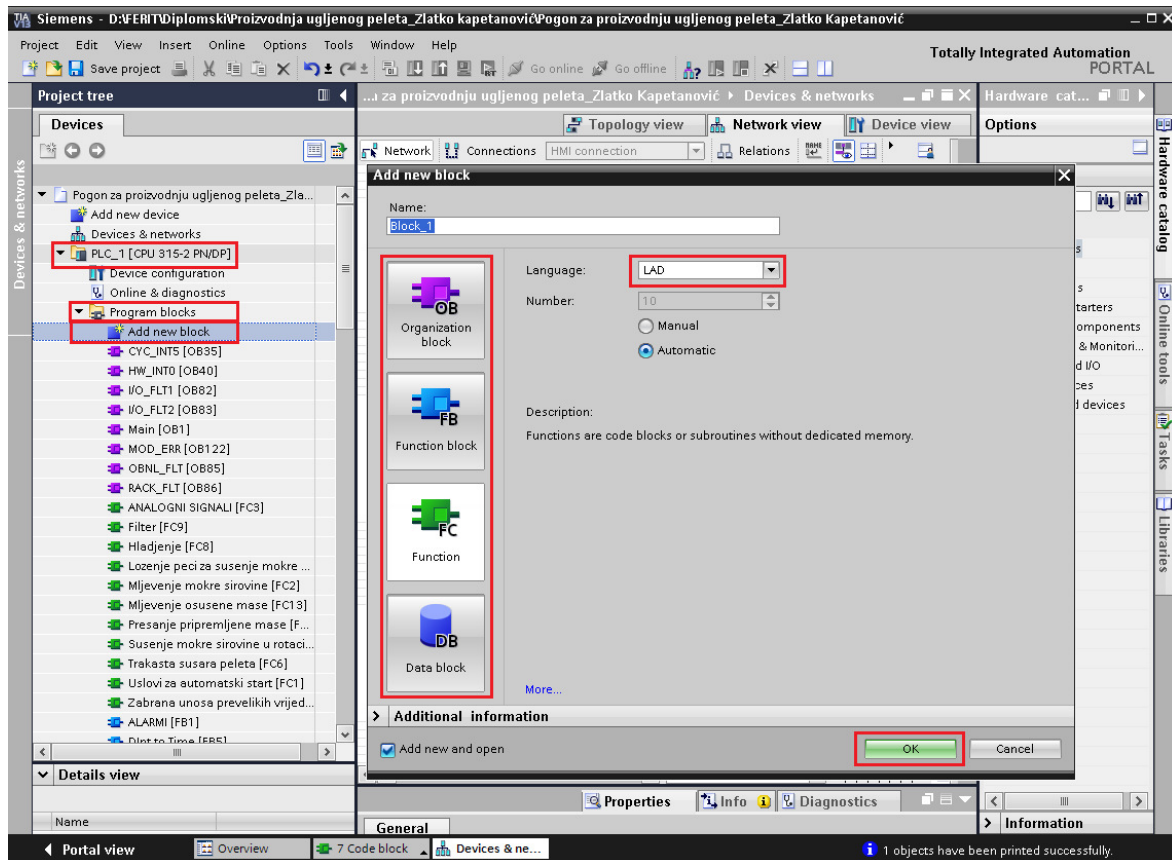 TIA V13 Siemens - D:\FERIT\Diplomski\Proizvodnja ugljenog peleta_Zlatko kapetanović\Pogon za proizvodnju ugljenog peleta_Zlatko Kapetanović
Project Edit View Insert Online Options Tools Window Help
Totally Integrated Automation
PORTAL
Save project Go online Go offline
Project tree
...a za proizvodnju ugljenog peleta_Zlatko Kapetanović Devices & networks
Hardware cat...
Devices
Topology view Network view Device view
Options
Network Connections HMI connection Relations
Devices & networks
Hardware catalog
Online tools
Tasks
Libraries
Pogon za proizvodnju ugljenog peleta_Zla...
Add new device
Devices & networks
PLC_1 [CPU 315-2 PN/DP]
Device configuration
Online & diagnostics
Program blocks
Add new block
CYC_INT5 [OB35]
HW_INT0 [OB40]
I/O_FLT1 [OB82]
I/O_FLT2 [OB83]
Main [OB1]
MOD_ERR [OB122]
OBNL_FLT [OB85]
RACK_FLT [OB86]
ANALOGNI SIGNALI [FC3]
Filter [FC9]
Hladjenje [FC8]
Lozenje peci za susenje mokre ...
Mljevenje mokre sirovine [FC2]
Mljevenje osusene mase [FC13]
Presanje pripremljene mase [F...
Susenje mokre sirovine u rotaci...
Trakasta susara peleta [FC6]
Uslovi za automatski start [FC1]
Zabrana unosa prevelikih vrijed...
ALARMI [FB1]
DInt to Time [FB5]
Details view
Name
Add new block
Name:
Block_1
OB
Organization block
FB
Function block
FC
Function
DB
Data block
Language: LAD
Number: 10
Manual
Automatic
Description:
Functions are code blocks or subroutines without dedicated memory.
More...
Additional information
Add new and open
OK Cancel
s
s
tarters
omponents
& Monitori...
d I/O
ces
d devices
Properties Info Diagnostics
General
Information
Portal view Overview 7 Code block Devices & ne...
1 objects have been printed successfully.